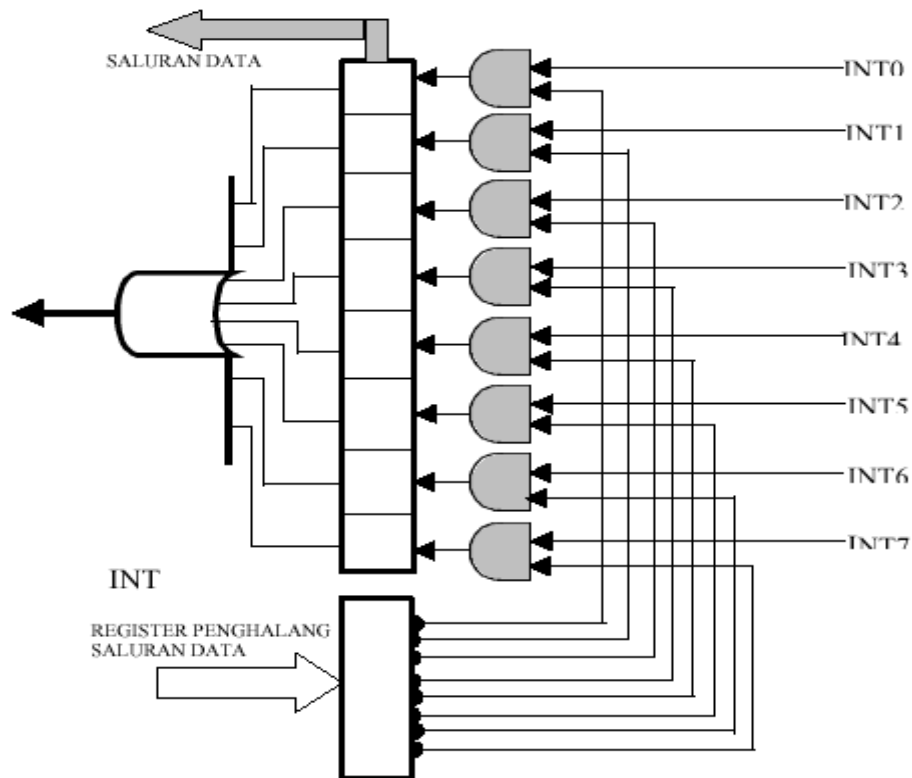 SALURAN DATA
INT0
INT1
INT2
INT3
INT4
INT5
INT6
INT7
INT
REGISTER PENGHALANG
SALURAN DATA